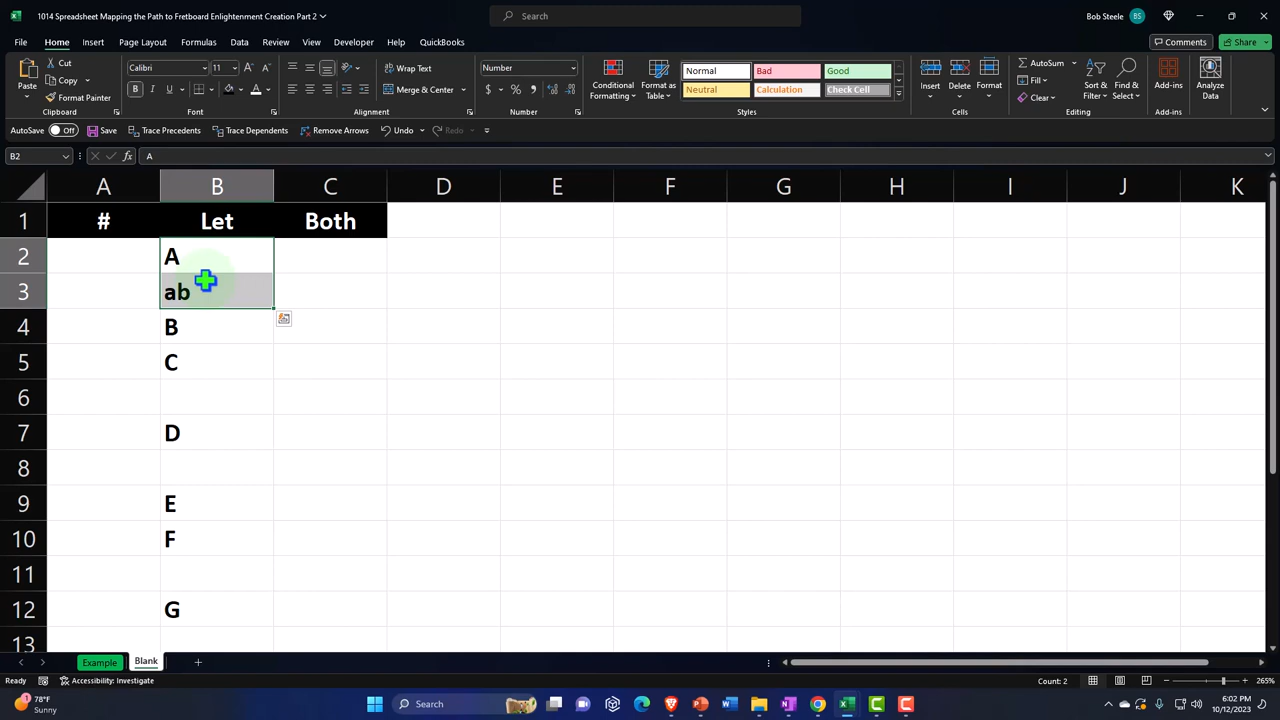 1014 Spreadsheet Mapping the Path to Fretboard Enlightenment Creation Part 2
Search
Bob Steele BS
File Home Insert Page Layout Formulas Data Review View Developer Help QuickBooks
Comments Share
Paste Cut Copy Format Painter
Calibri 11
Wrap Text
Merge & Center
Number
Conditional Formatting
Format as Table
Normal Bad Good
Neutral Calculation Check Cell
Insert Delete Format
AutoSum
Fill
Clear
Sort & Filter
Find & Select
Add-ins
Analyze Data
Clipboard Font Alignment Number Styles Cells Editing Add-ins
AutoSave Off Save Trace Precedents Trace Dependents Remove Arrows Undo Redo
B2 fx A
A B C D E F G H I J K
1 # Let Both
2 A
3 ab
4 B
5 C
6
7 D
8
9 E
10 F
11
12 G
13
Example Blank
Ready Accessibility: Investigate Count: 2 265%
78°F
Sunny
Search
6:02 PM
10/12/2023